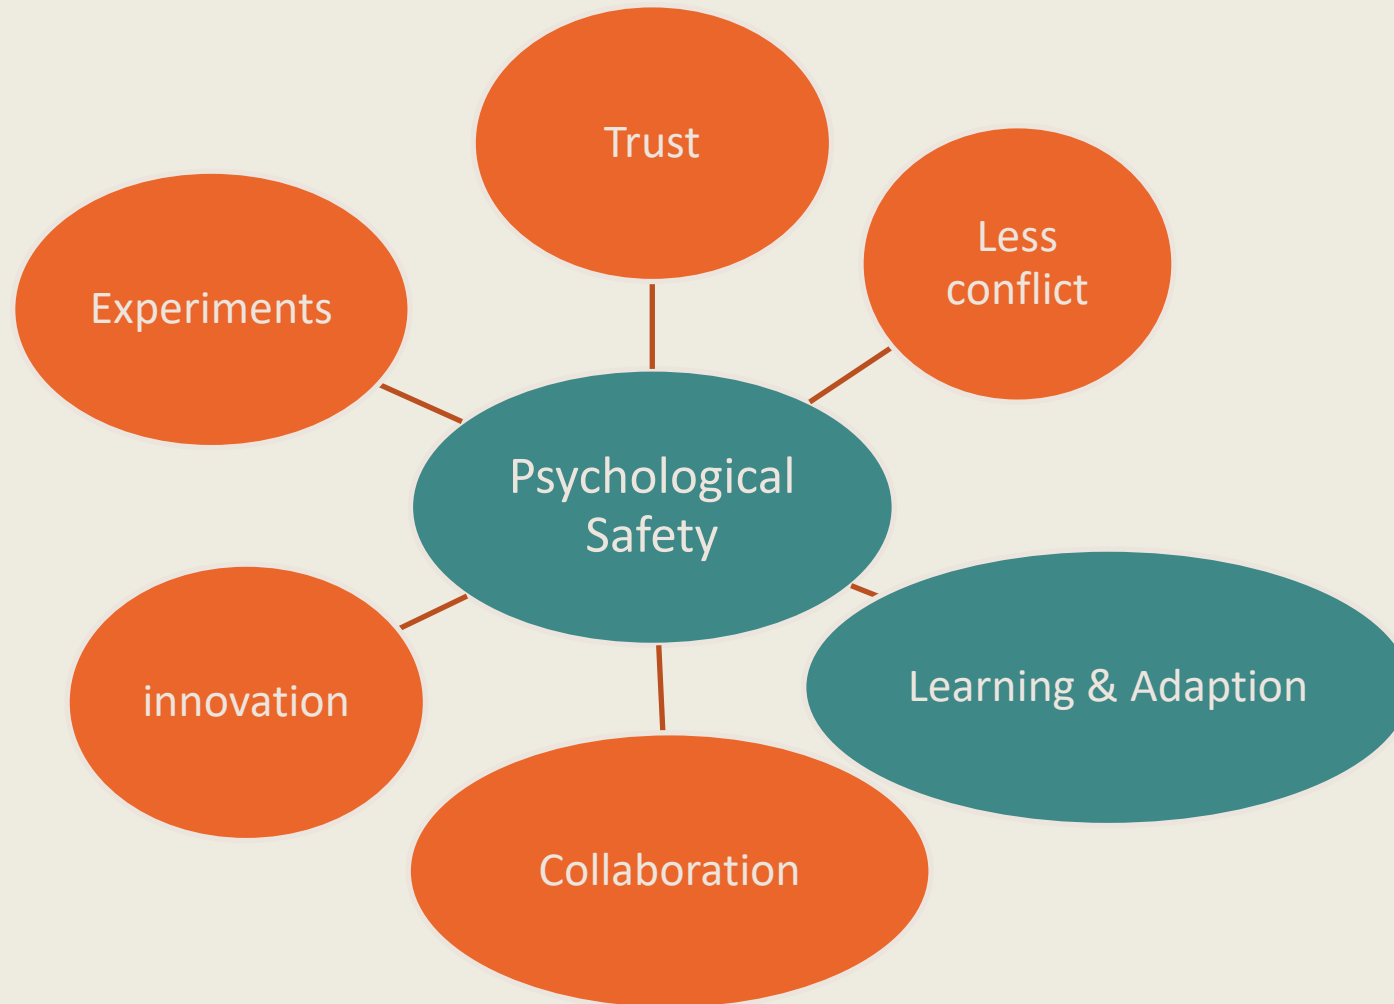 Trust
Less
conflict
Experiments
Psychological
Safety
Learning & Adaption
innovation
Collaboration